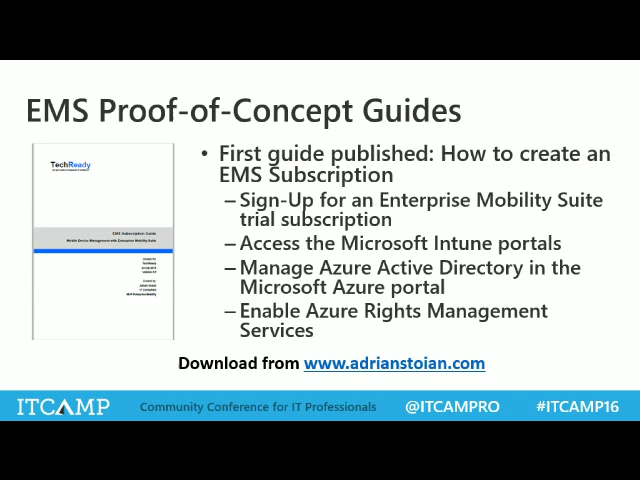 EMS Proof-of-Concept Guides
TechReady
EMS Subscription Guide
Mobile Device Management with Enterprise Mobility Suite
• First guide published: How to create an
EMS Subscription
–Sign-Up for an Enterprise Mobility Suite
trial subscription
–Access the Microsoft Intune portals
–Manage Azure Active Directory in the
Microsoft Azure portal
–Enable Azure Rights Management
Services
Download from www.adrianstoian.com
ITCAMP
Community Conference for IT Professionals
@ITCAMPRO
#ITCAMP16